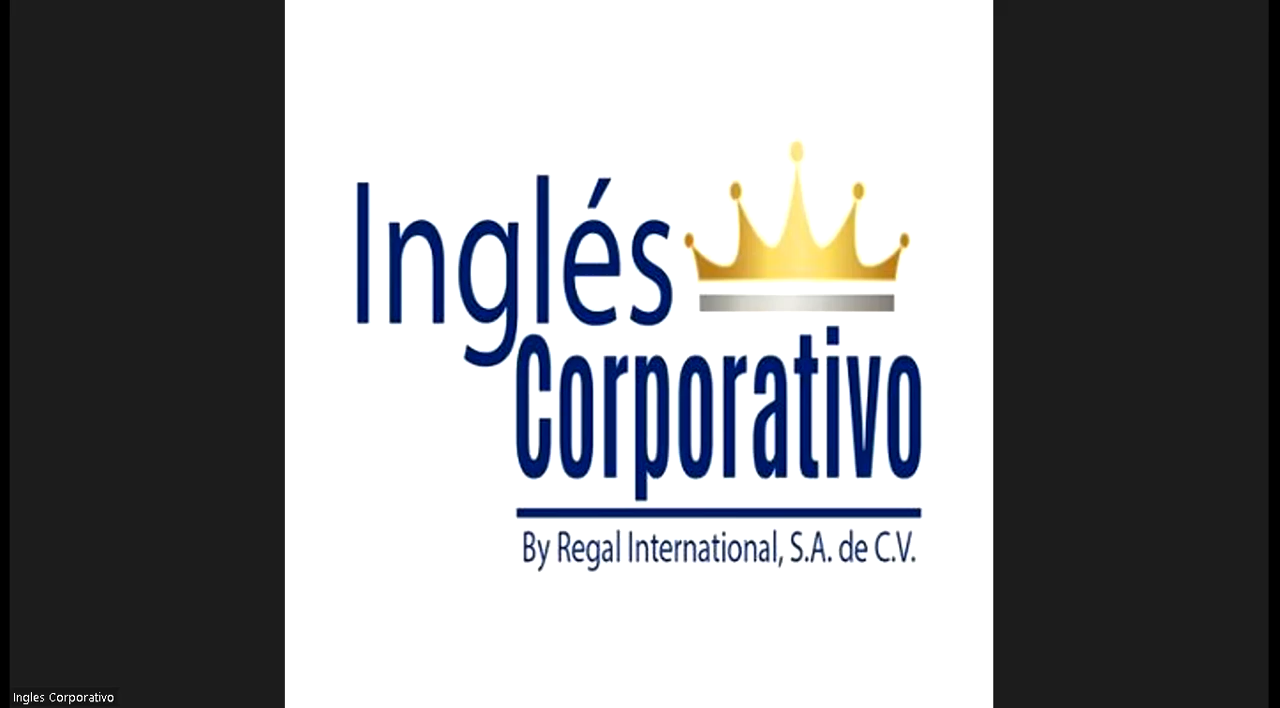 Inglés
Corporativo
By Regal International, S.A. de C.V.
Ingles Corporativo